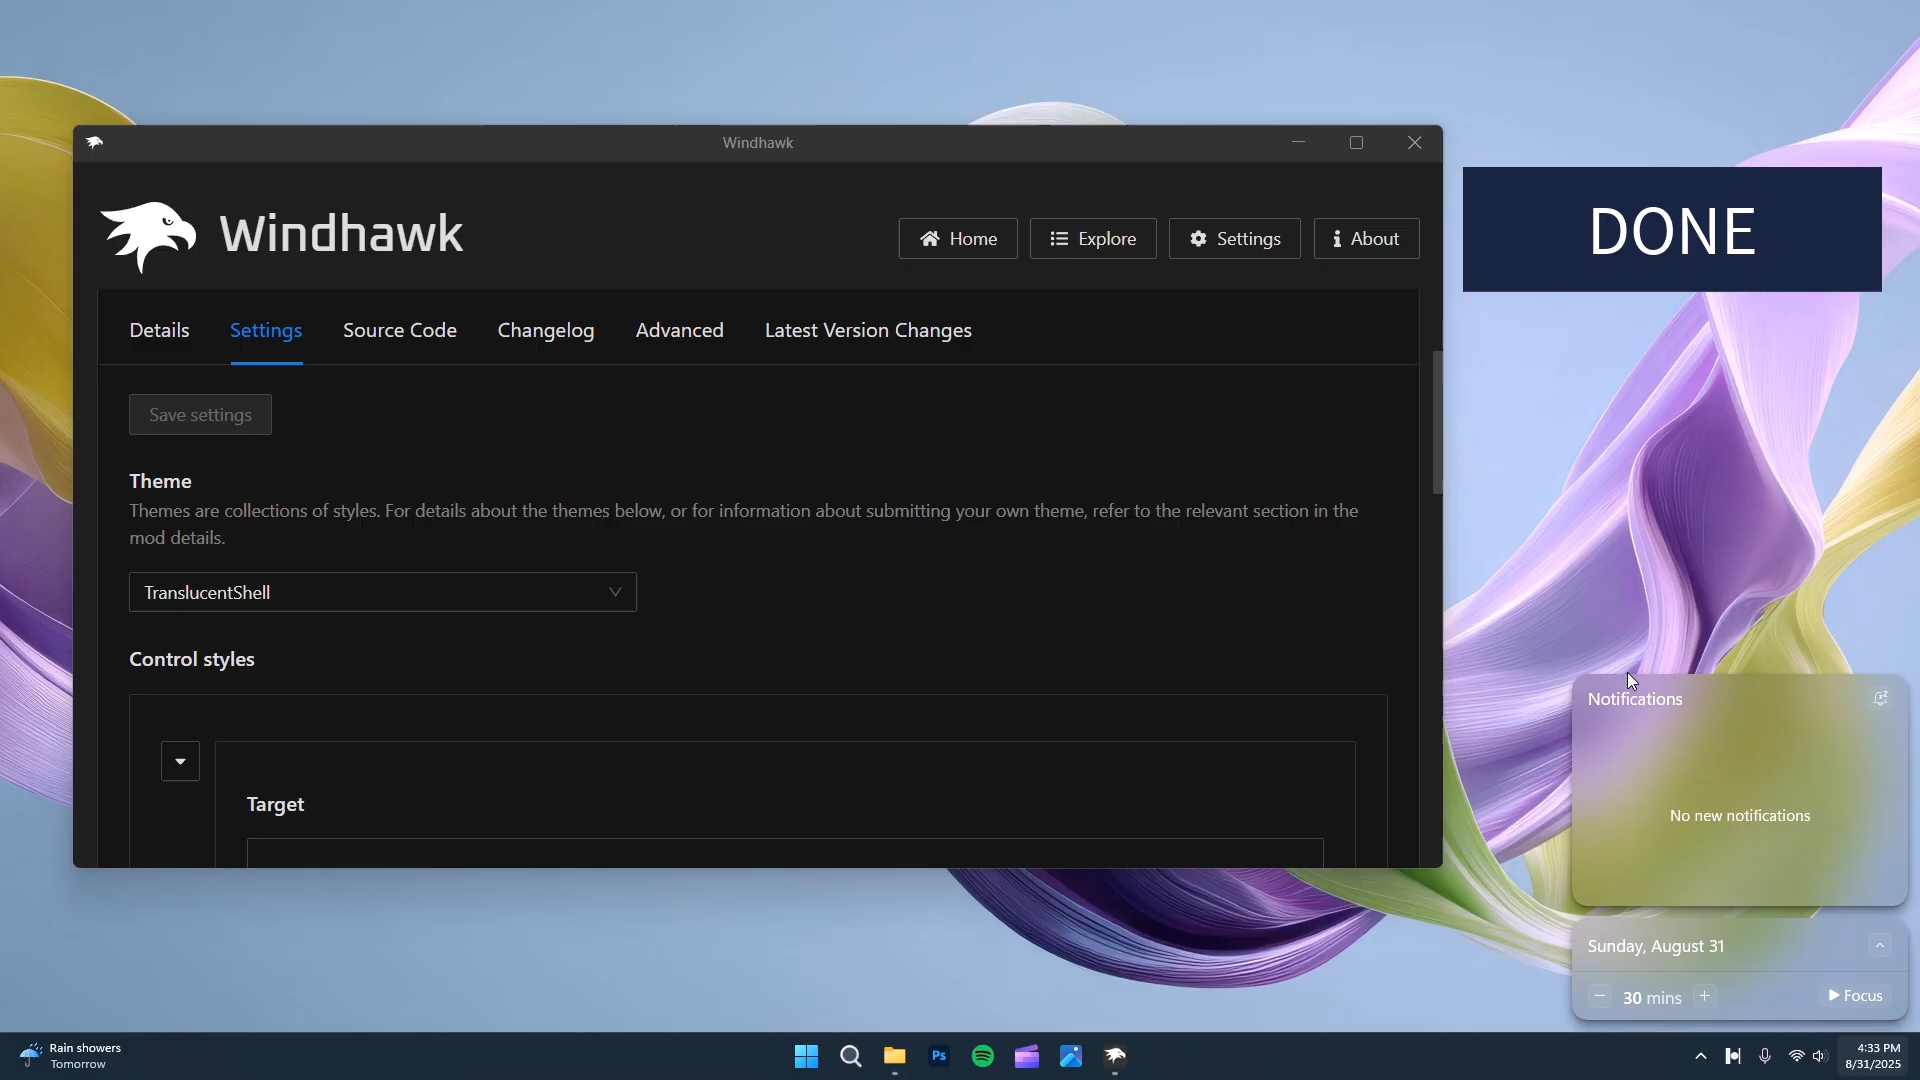 Windhawk
Windhawk
Home
Explore
Settings
About
DONE
Details
Settings
Source Code
Changelog
Advanced
Latest Version Changes
Save settings
Theme
Themes are collections of styles. For details about the themes below, or for information about submitting your own theme, refer to the relevant section in the
mod details.
TranslucentShell
Control styles
Target
Notifications
No new notifications
Sunday, August 31
30 mins
Focus
Rain showers
Tomorrow
Ps
4:33 PM
8/31/2025